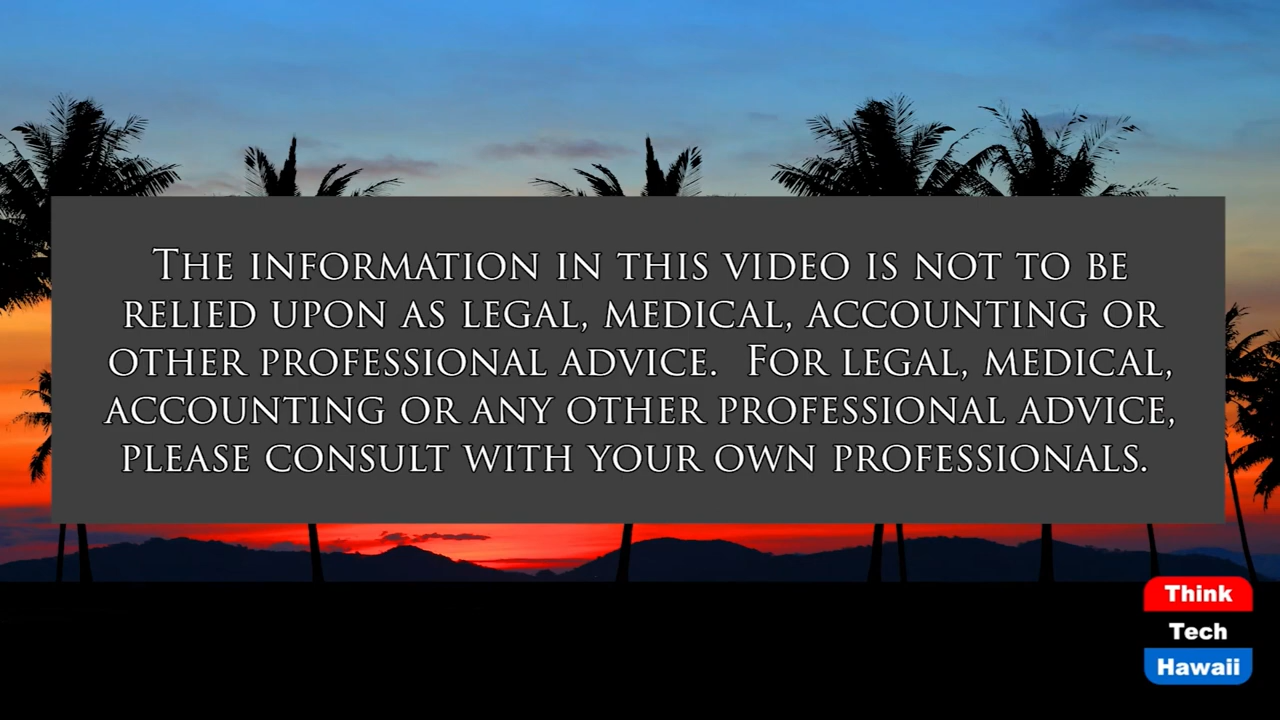 The information in this video is not to be
relied upon as legal, medical, accounting or
other professional advice.  For legal, medical,
accounting or any other professional advice,
please consult with your own professionals.
Think
Tech
Hawaii